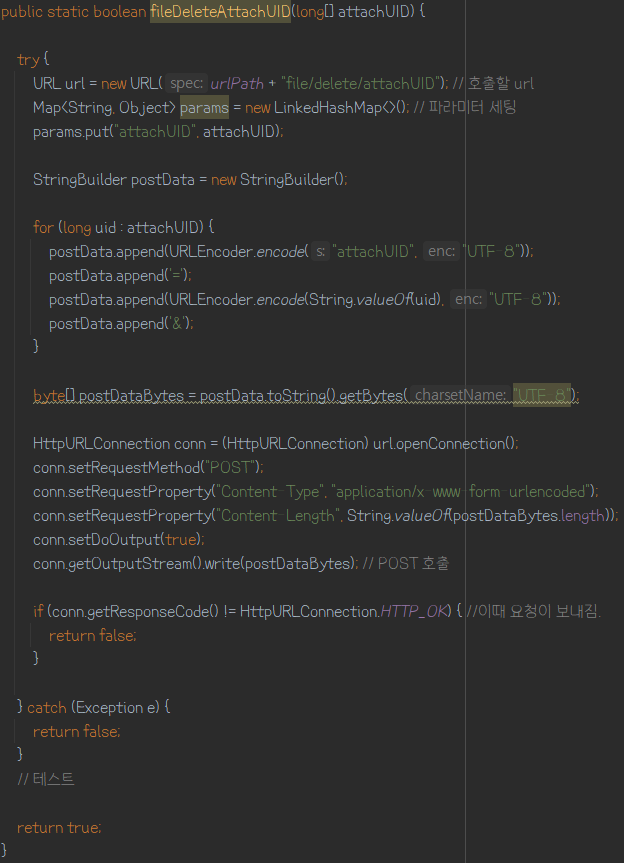 public static boolean fileDeleteAttachUID(long[] attachUID) {
try {
URL url = new URL( spec: urlPath + "file/delete/attachUID"); // 호출할 url
Map<String, Object> params = new LinkedHashMap<>(); // 파라미터 세팅
params.put("attachUID", attachUID);
StringBuilder postData = new StringBuilder();
for (long uid : attachUID) {
postData.append(URLEncoder.encode( s: "attachUID", enc: "UTF-8"));
postData.append('=');
postData.append(URLEncoder.encode(String.valueOf(uid), enc: "UTF-8"));
postData.append('&');
}
byte[] postDataBytes = postData.toString().getBytes( charsetName: "UTF-8");
HttpURLConnection conn = (HttpURLConnection) url.openConnection();
conn.setRequestMethod("POST");
conn.setRequestProperty("Content-Type", "application/x-www-form-urlencoded");
conn.setRequestProperty("Content-Length", String.valueOf(postDataBytes.length));
conn.setDoOutput(true);
conn.getOutputStream().write(postDataBytes); // POST 호출
if (conn.getResponseCode() != HttpURLConnection.HTTP_OK) { //이때 요청이 보내짐.
return false;
}
} catch (Exception e) {
return false;
}
// 테스트
return true;
}